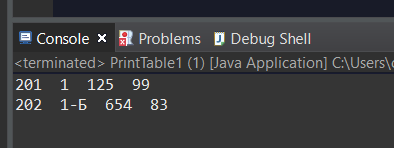 Console Problems Debug Shell
<terminated> PrintTable1 (1) [Java Application] C:\Users\
201 1 125 99
202 1-Б 654 83